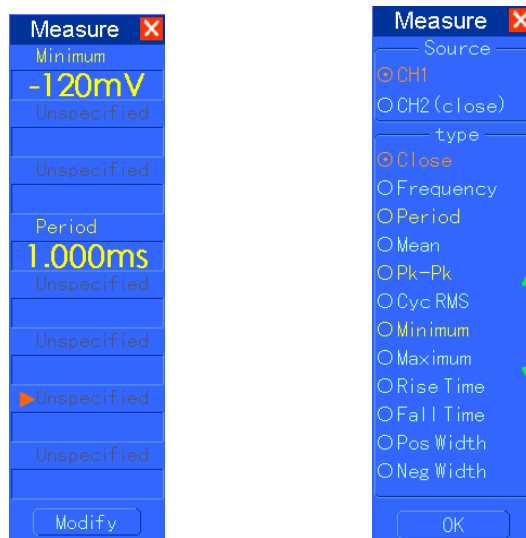 Measure
Minimum
-120mV
Unspecified
Unspecified
Period
1.000ms
Unspecified
Unspecified
Unspecified
Unspecified
Modify
Measure
Source
CH1
CH2(close)
type
Close
Frequency
Period
Mean
Pk-Pk
Cyc RMS
Minimum
Maximum
Rise Time
Fall Time
Pos Width
Neg Width
OK